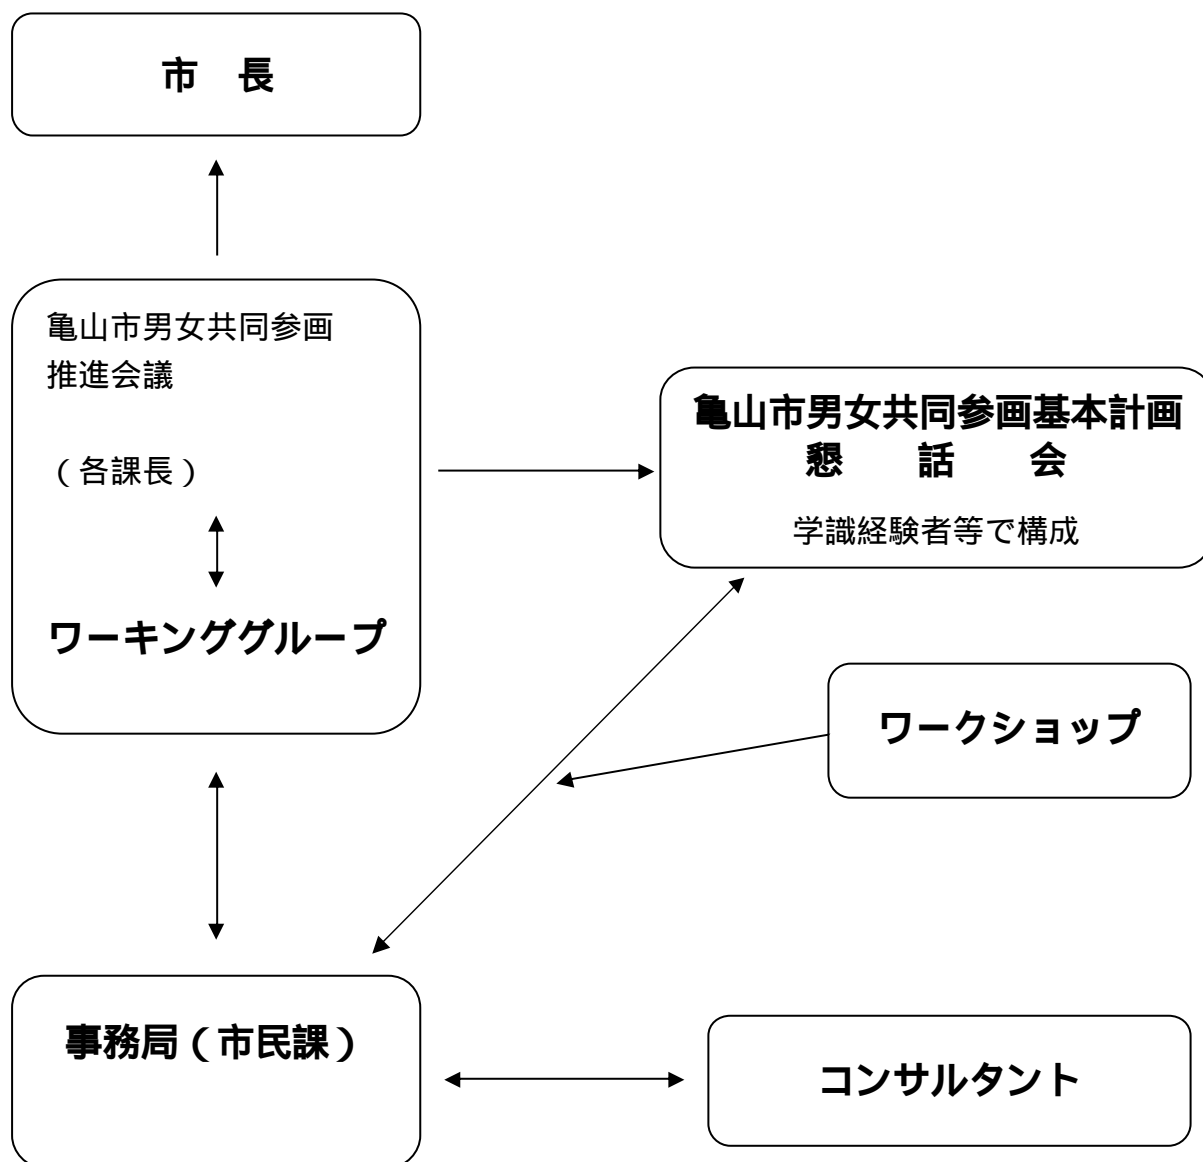 市　長
亀山市男女共同参画
推進会議
（各課長）
ワーキンググループ
亀山市男女共同参画基本計画
懇　話　会
学識経験者等で構成
ワークショップ
事務局（市民課）
コンサルタント